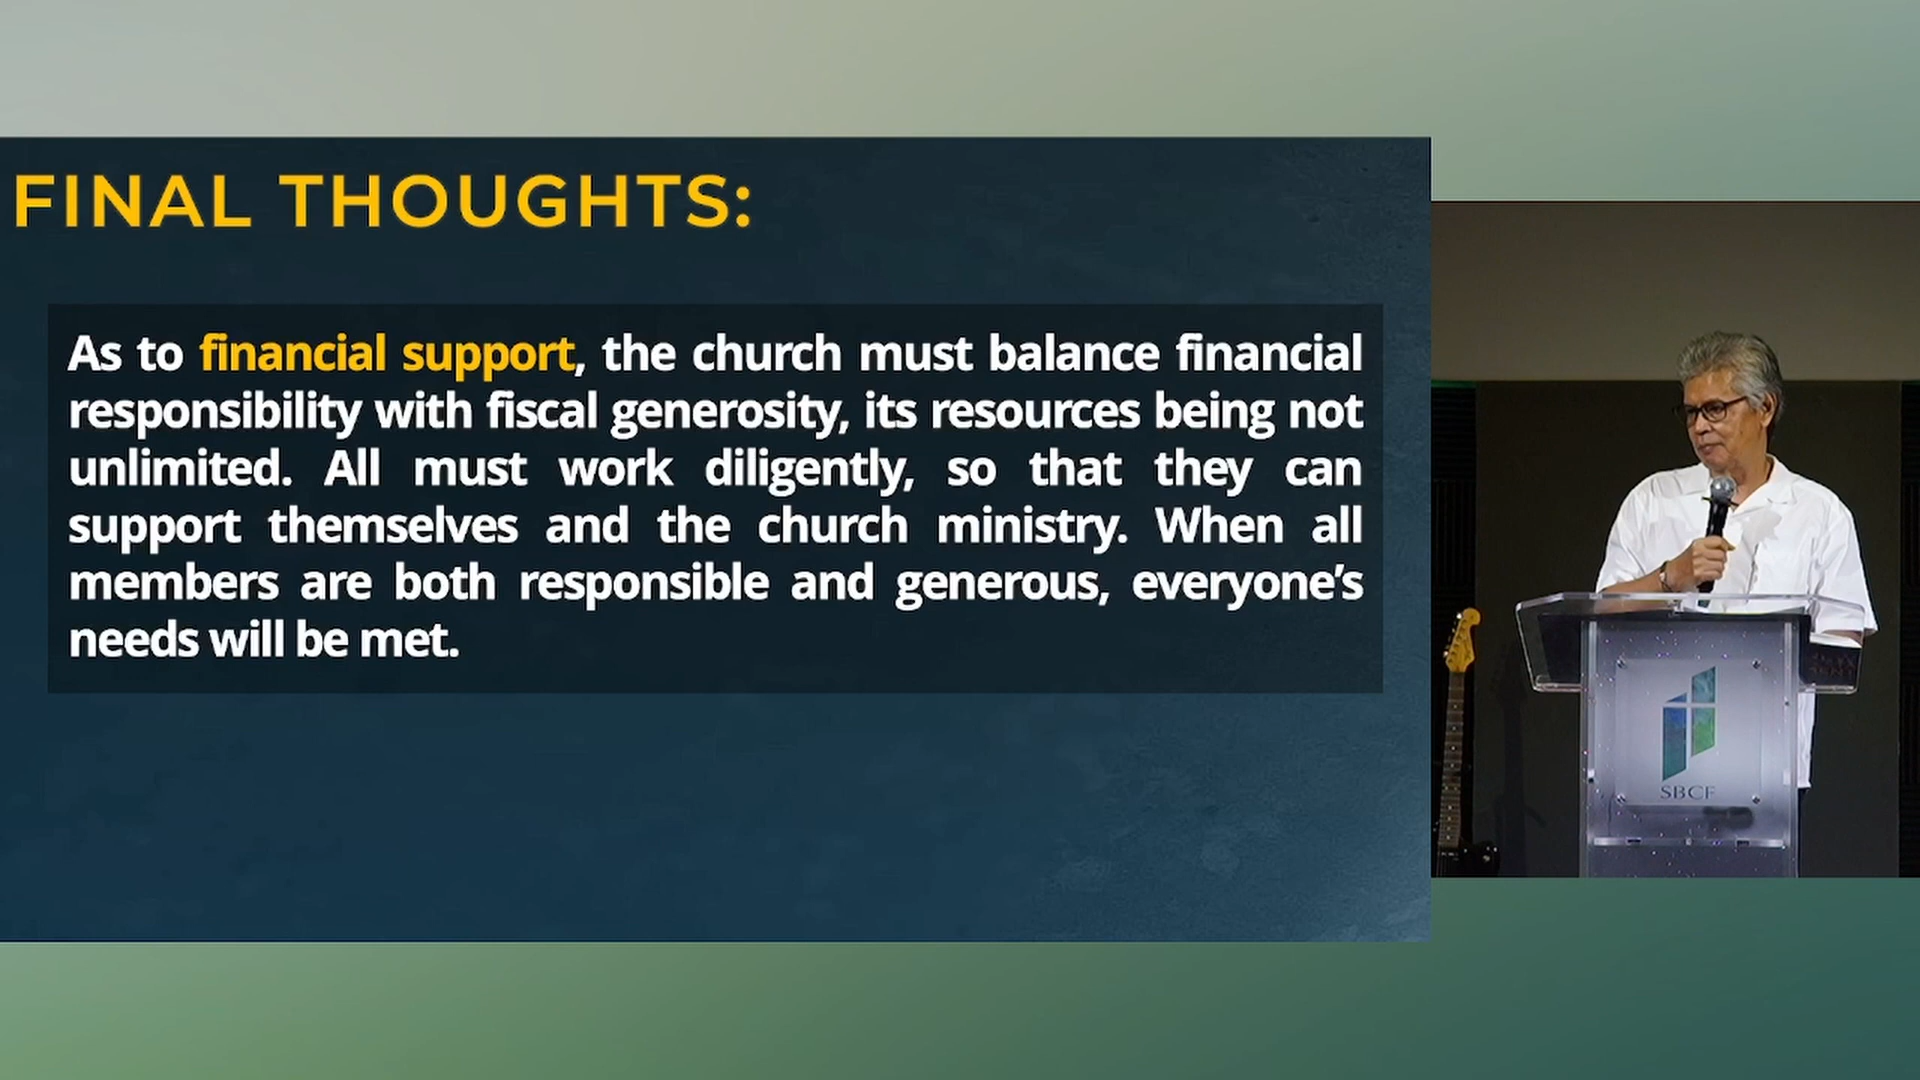 FINAL THOUGHTS:
As to financial support, the church must balance financial
responsibility with fiscal generosity, its resources being not
unlimited. All must work diligently, so that they can
support themselves and the church ministry. When all
members are both responsible and generous, everyone’s
needs will be met.
SBCF